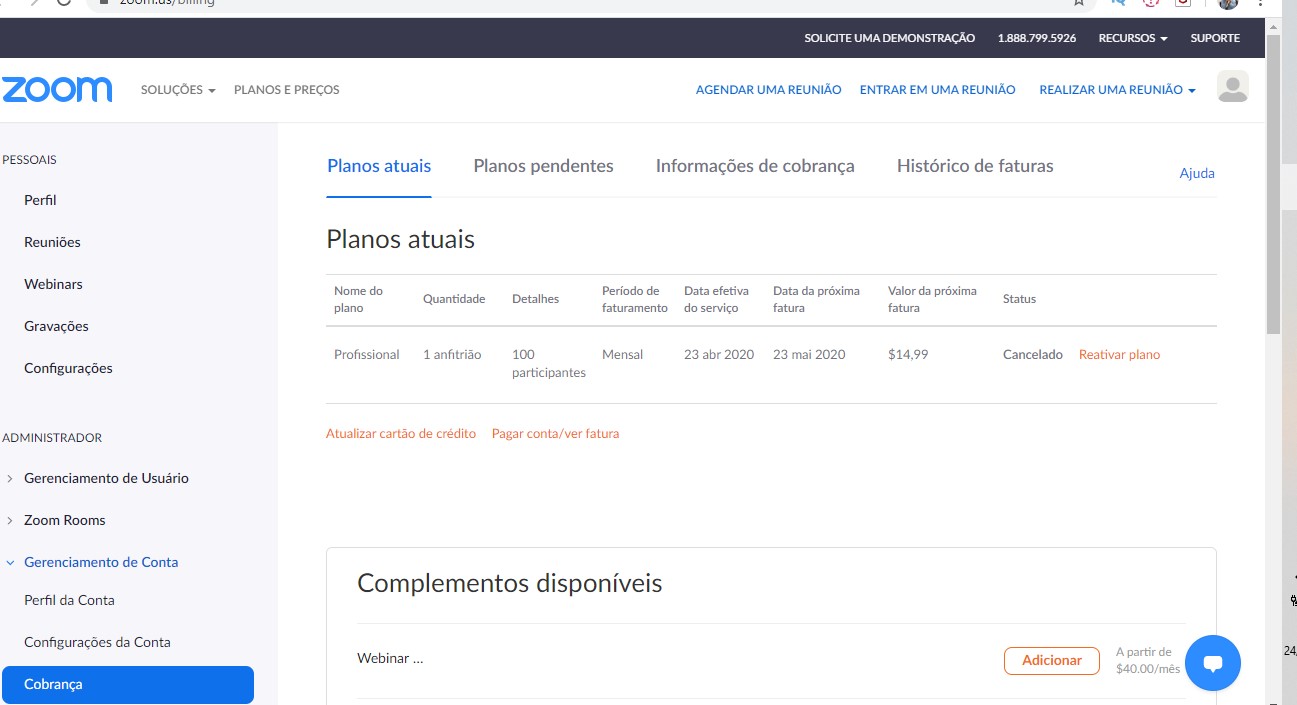 zoom.us/billing
SOLICITE UMA DEMONSTRAÇÃO 1.888.799.5926 RECURSOS SUPORTE
zoom SOLUÇÕES PLANOS E PREÇOS AGENDAR UMA REUNIÃO ENTRAR EM UMA REUNIÃO REALIZAR UMA REUNIÃO
PESSOAIS
Perfil
Reuniões
Webinars
Gravações
Configurações
ADMINISTRADOR
Gerenciamento de Usuário
Zoom Rooms
Gerenciamento de Conta
Perfil da Conta
Configurações da Conta
Cobrança
Planos atuais Planos pendentes Informações de cobrança Histórico de faturas Ajuda
Planos atuais
Nome do plano Quantidade Detalhes Período de faturamento Data efetiva do serviço Data da próxima fatura Valor da próxima fatura Status
Profissional 1 anfitrião 100 participantes Mensal 23 abr 2020 23 mai 2020 $14,99 Cancelado Reativar plano
Atualizar cartão de crédito Pagar conta/ver fatura
Complementos disponíveis
Webinar ... Adicionar A partir de
$40.00/mês
24,